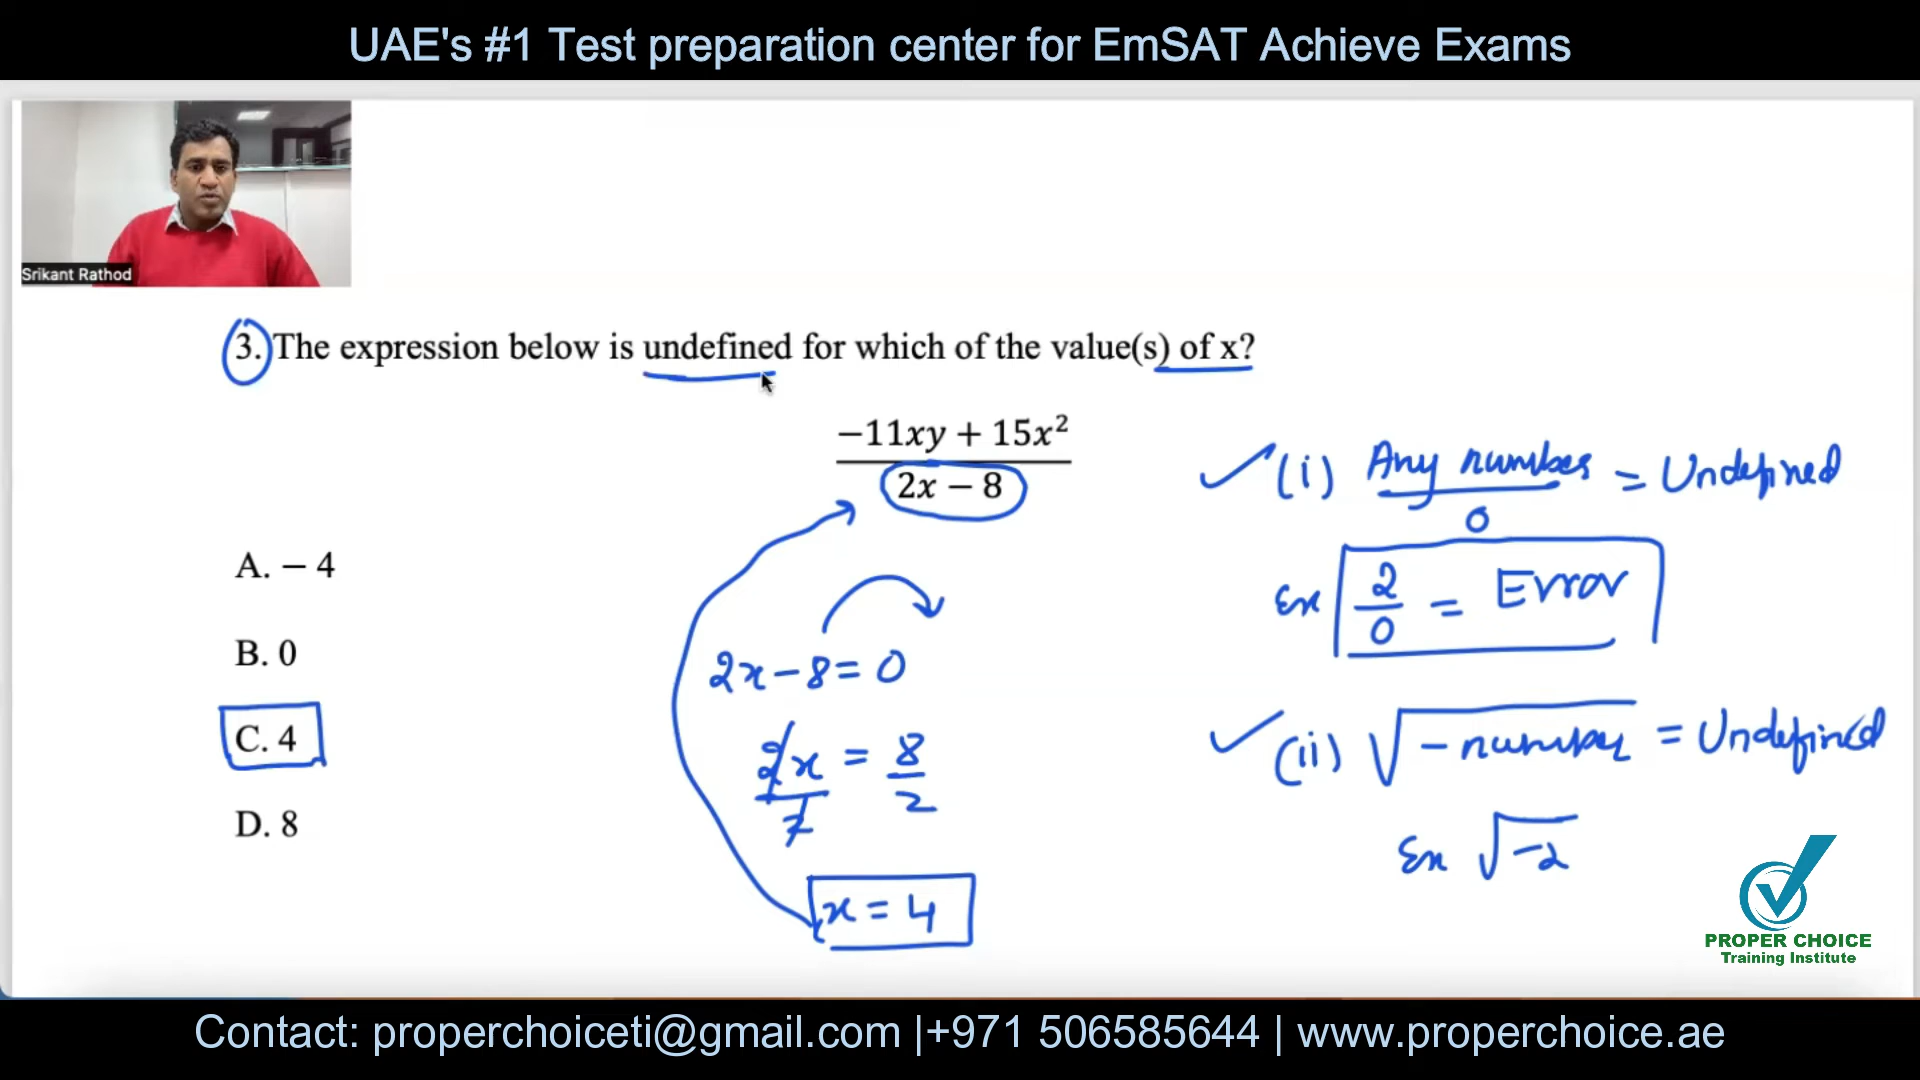 UAE's #1 Test preparation center for EmSAT Achieve Exams
Srikant Rathod
3. The expression below is undefined for which of the value(s) of x?
−11xy + 15x²
2x − 8
A. − 4
B. 0
C. 4
D. 8
2x − 8 = 0
2x = 8
2 2
x = 4
(i) Any number = Undefined
0
Ex 2 = Error
0
(ii) √−number = Undefined
Ex √−2
PROPER CHOICE
Training Institute
Contact: properchoiceti@gmail.com |+971 506585644 | www.properchoice.ae